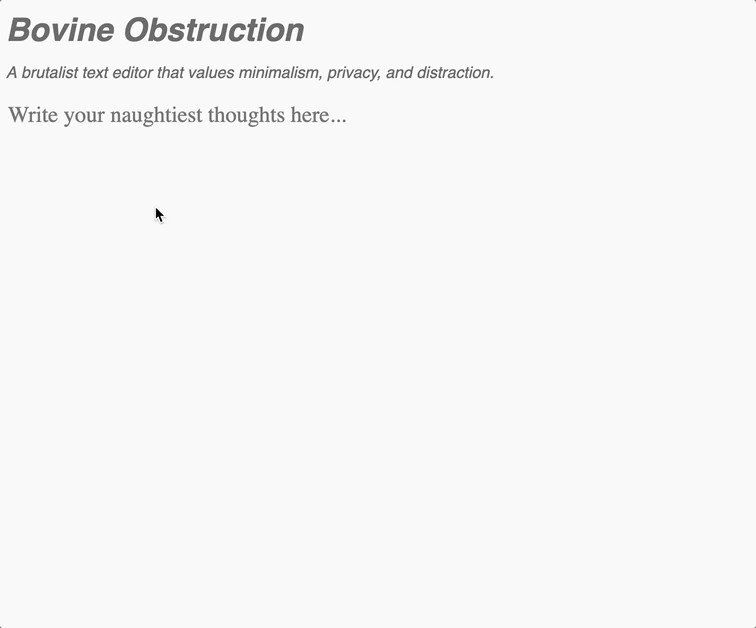 Bovine Obstruction
A brutalist text editor that values minimalism, privacy, and distraction.
Write your naughtiest thoughts here...